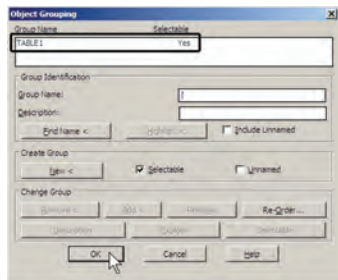 Object Grouping
Group Name Selectable
TABLE1 Yes
Group Identification
Group Name:
Description:
Find Name < Highlight < Include Unnamed
Create Group
New < Selectable Unnamed
Change Group
Remove < Add < Rename Re-Order...
Description Explode Selectable
OK Cancel Help